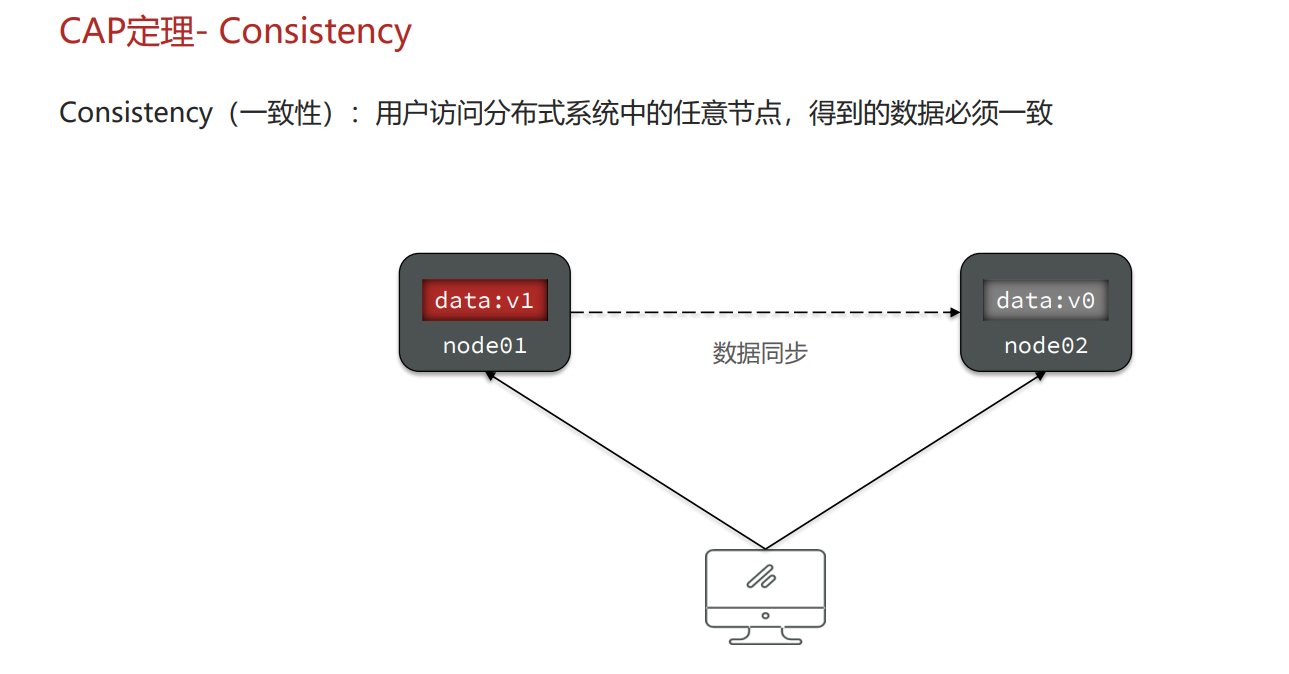 CAP定理- Consistency
Consistency（一致性）：用户访问分布式系统中的任意节点，得到的数据必须一致
data:v1
node01
数据同步
data:v0
node02